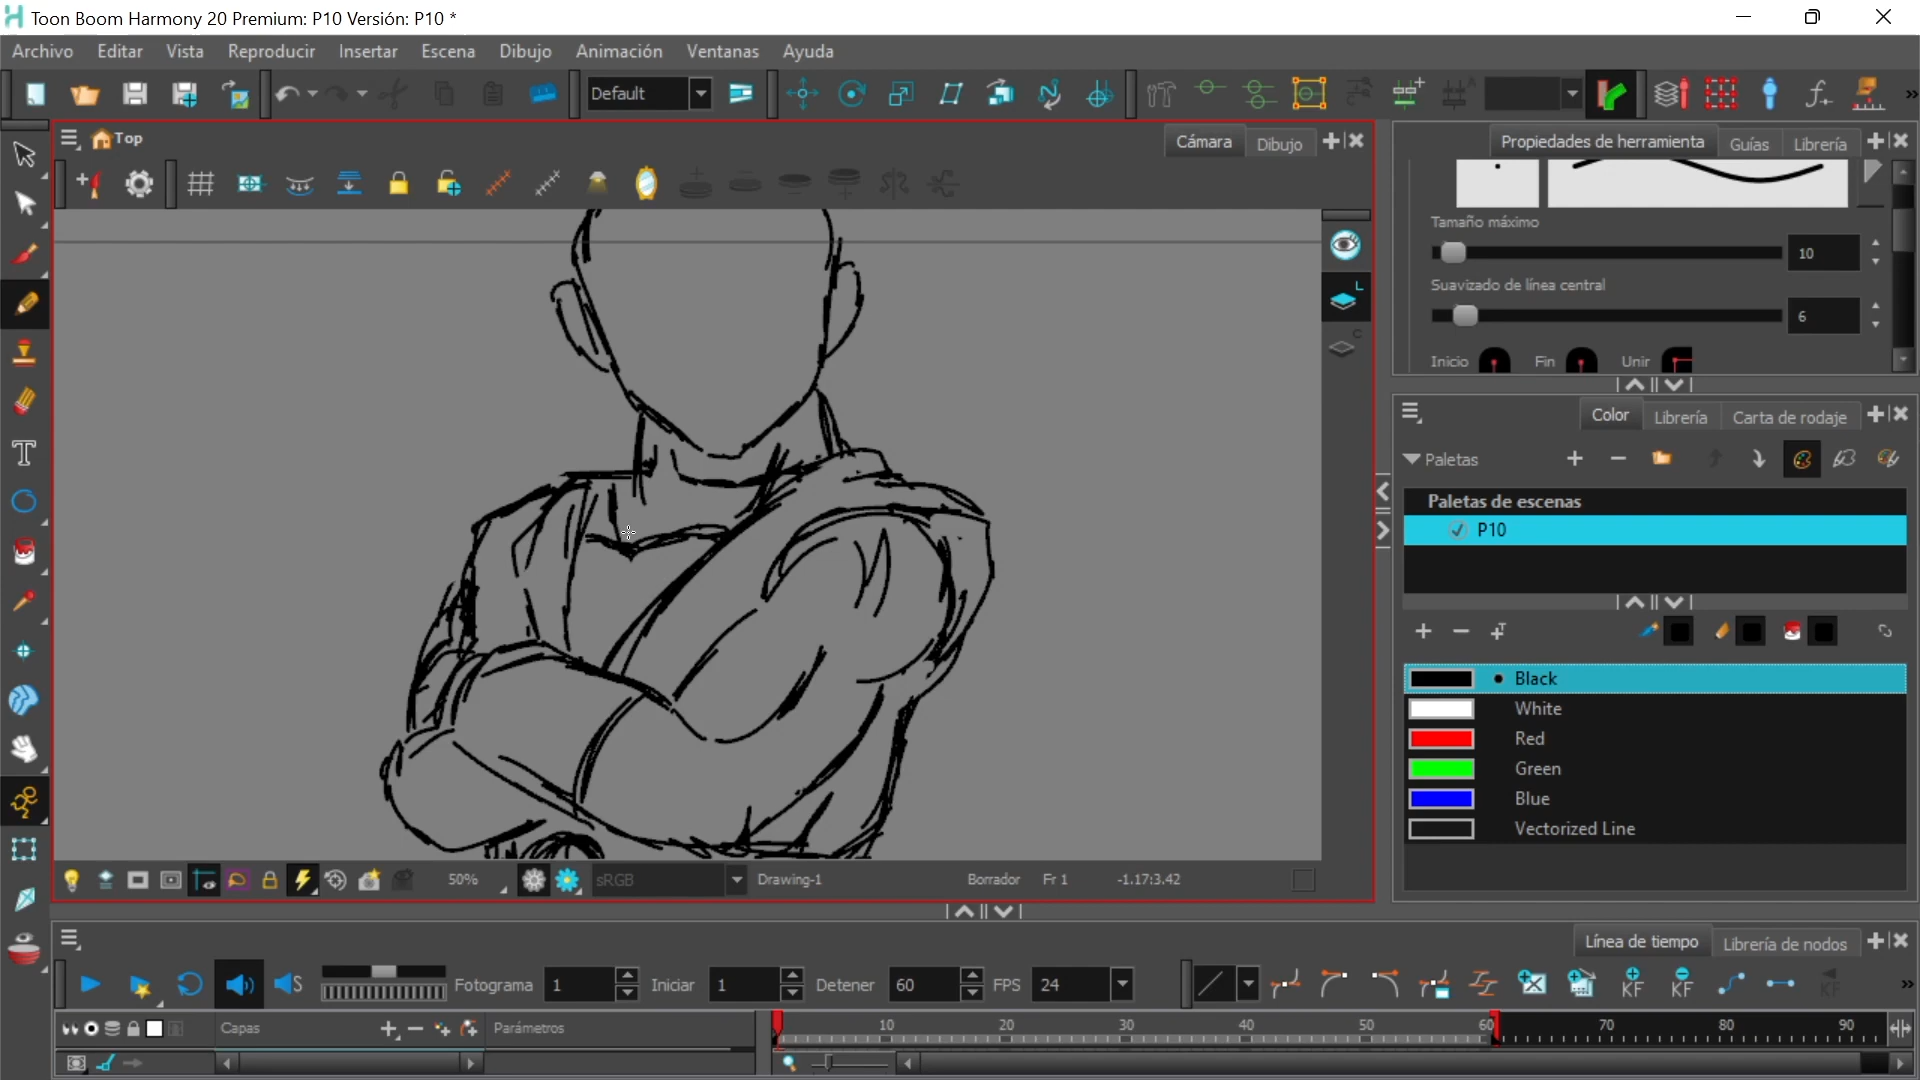 Toon Boom Harmony 20 Premium: P10 Versión: P10 *
Archivo Editar Vista Reproducir Insertar Escena Dibujo Animación Ventanas Ayuda
Default
Top
Cámara Dibujo
Propiedades de herramienta Guías Librería
Tamaño máximo
10
Suavizado de línea central
6
Inicio Fin Unir
Color Librería Carta de rodaje
Paletas
Paletas de escenas
P10
Black
White
Red
Green
Blue
Vectorized Line
L
C
50% sRGB Drawing-1 Borrador Fr 1 -1.17:3.42
Línea de tiempo Librería de nodos
S Fotograma 1 Iniciar 1 Detener 60 FPS 24 KF KF KF
Capas Parámetros 10 20 30 40 50 60 70 80 90